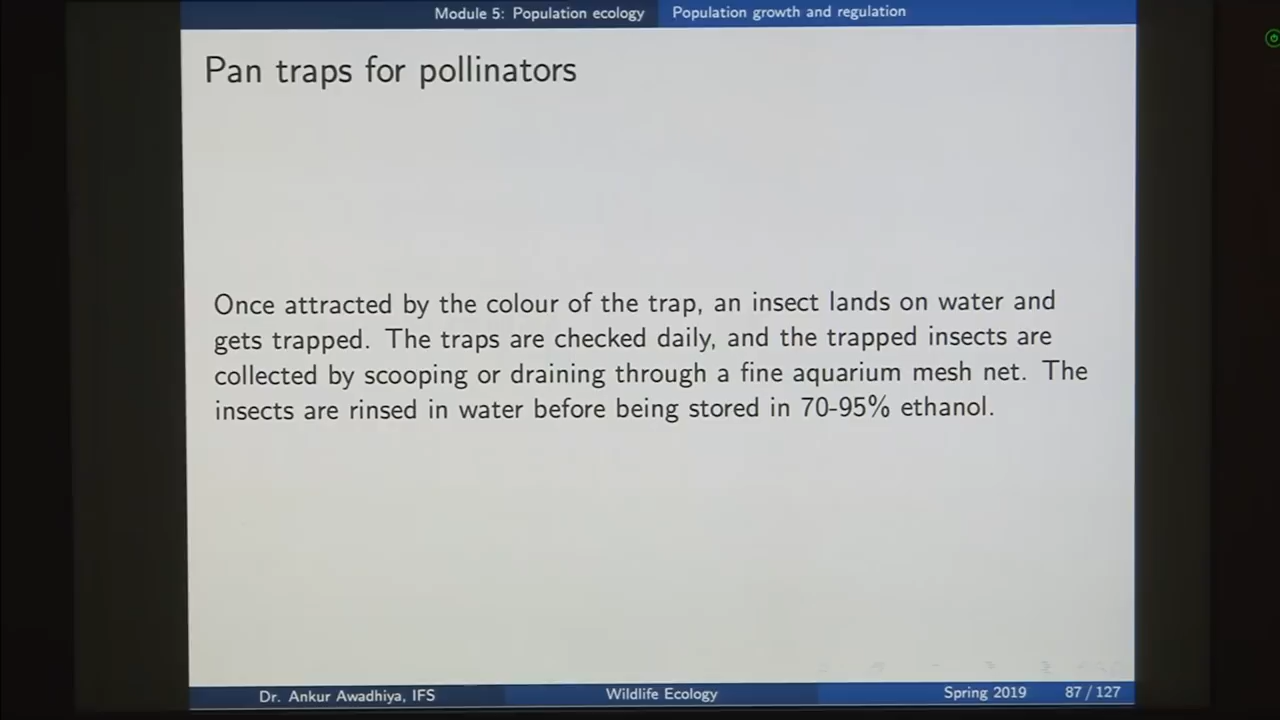 Module 5: Population ecology Population growth and regulation
Pan traps for pollinators
Once attracted by the colour of the trap, an insect lands on water and
gets trapped. The traps are checked daily, and the trapped insects are
collected by scooping or draining through a fine aquarium mesh net. The
insects are rinsed in water before being stored in 70-95% ethanol.
Dr. Ankur Awadhiya, IFS Wildlife Ecology Spring 2019 87 / 127